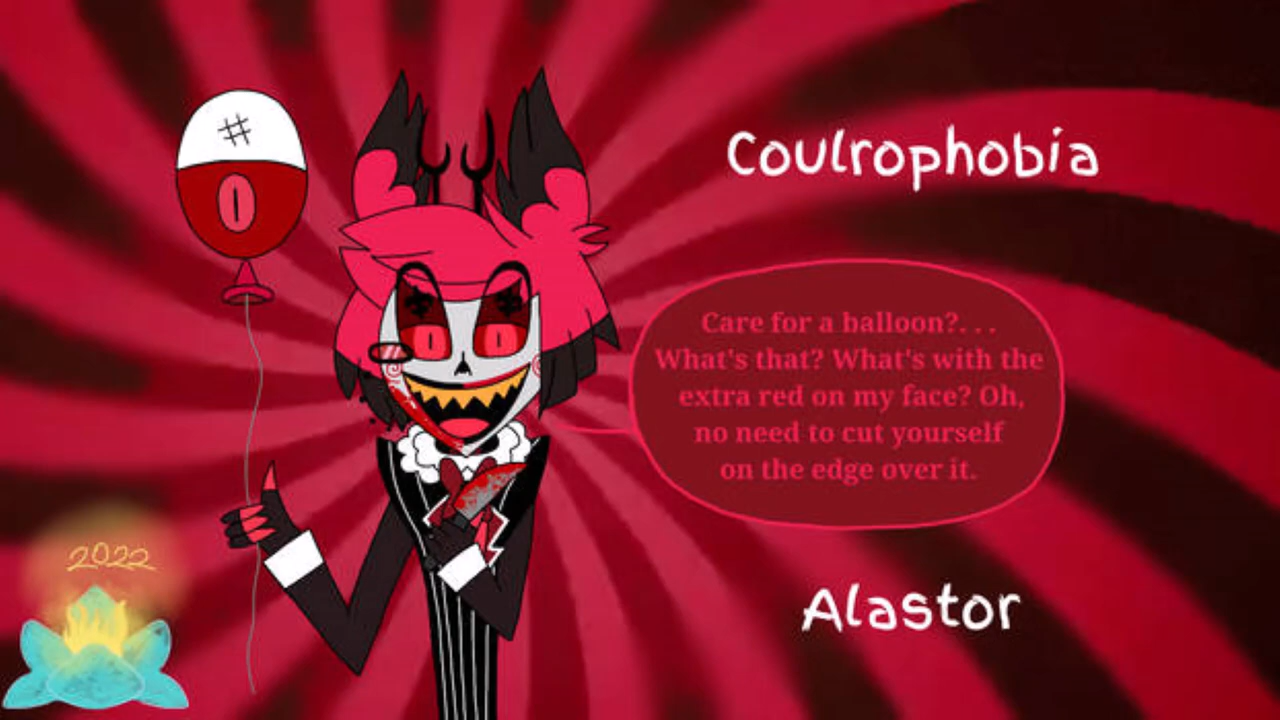 #
Coulrophobia
Care for a balloon?. . .
What's that? What's with the
extra red on my face? Oh,
no need to cut yourself
on the edge over it.
2022
Alastor